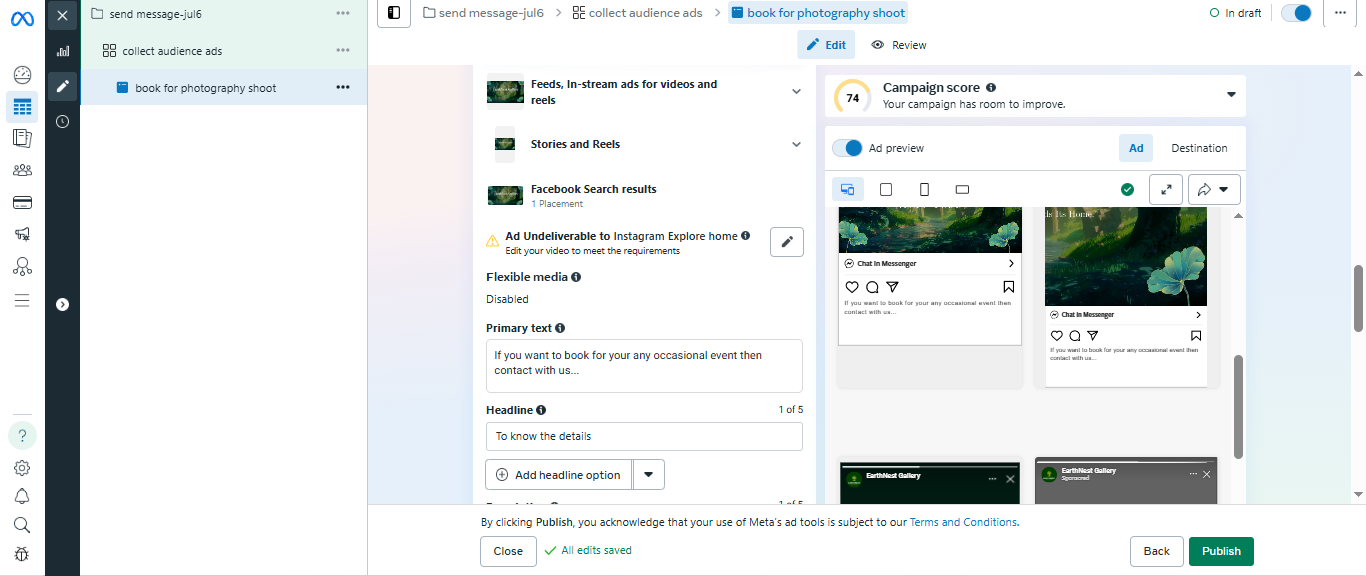 send message-jul6
collect audience ads
book for photography shoot
send message-jul6
collect audience ads
book for photography shoot
In draft
Edit
Review
Feeds, In-stream ads for videos and
reels
Stories and Reels
Facebook Search results
1 Placement
Ad Undeliverable to Instagram Explore home
Edit your video to meet the requirements
Flexible media
Disabled
Primary text
If you want to book for your any occasional event then
contact with us...
Headline
1 of 5
To know the details
Add headline option
74
Campaign score
Your campaign has room to improve.
Ad preview
Ad
Destination
ds Its Home.
Chat in Messenger
If you want to book for your any occasional event then
contact with us...
Chat in Messenger
If you want to book for your any occasional event then
contact with us...
EarthNest Gallery
EarthNest Gallery
Sponsored
By clicking Publish, you acknowledge that your use of Meta's ad tools is subject to our Terms and Conditions.
Close
All edits saved
Back
Publish